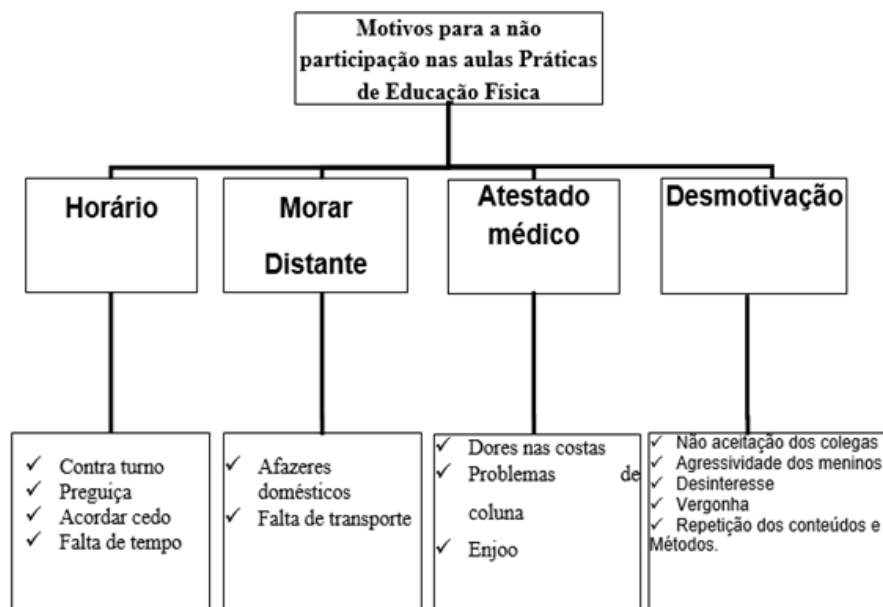 Motivos para a não
participação nas aulas Práticas
de Educação Física
Horário
Morar
Distante
Atestado
médico
Desmotivação
✓ Contra turno
✓ Preguiça
✓ Acordar cedo
✓ Falta de tempo
✓ Afazeres
domésticos
✓ Falta de transporte
✓ Dores nas costas
✓ Problemas de
coluna
✓ Enjoo
✓ Não aceitação dos colegas
✓ Agressividade dos meninos
✓ Desinteresse
✓ Vergonha
✓ Repetição dos conteúdos e
Métodos.